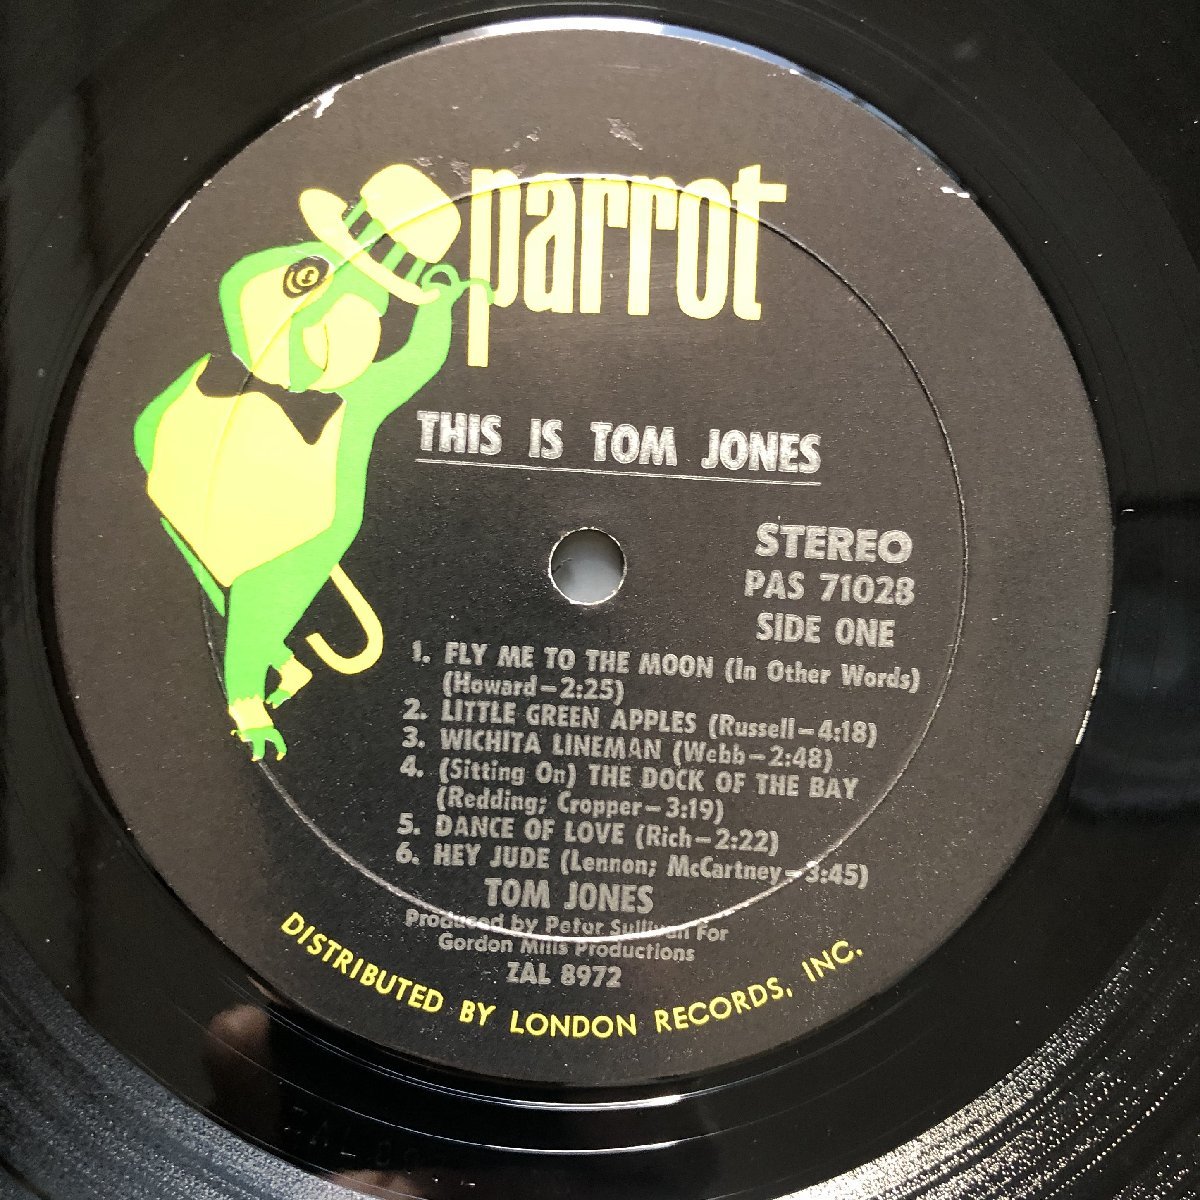 parrot
THIS IS TOM JONES
STEREO
PAS 71028
SIDE ONE
1. FLY ME TO THE MOON (In Other Words)
(Howard-2:25)
2. LITTLE GREEN APPLES (Russell-4:18)
3. WICHITA LINEMAN (Webb-2:48)
4. (Sitting On) THE DOCK OF THE BAY
(Redding; Cropper-3:19)
5. DANCE OF LOVE (Rich-2:22)
6. HEY JUDE (Lennon; McCartney-3:45)
TOM JONES
Produced by Peter Sullivan For
Gordon Mills Productions
ZAL 8972
DISTRIBUTED BY LONDON RECORDS, INC.